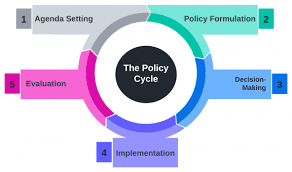 1 Agenda Setting
Policy Formulation 2
The Policy
Cycle
5 Evaluation
Decision-
Making 3
4 Implementation